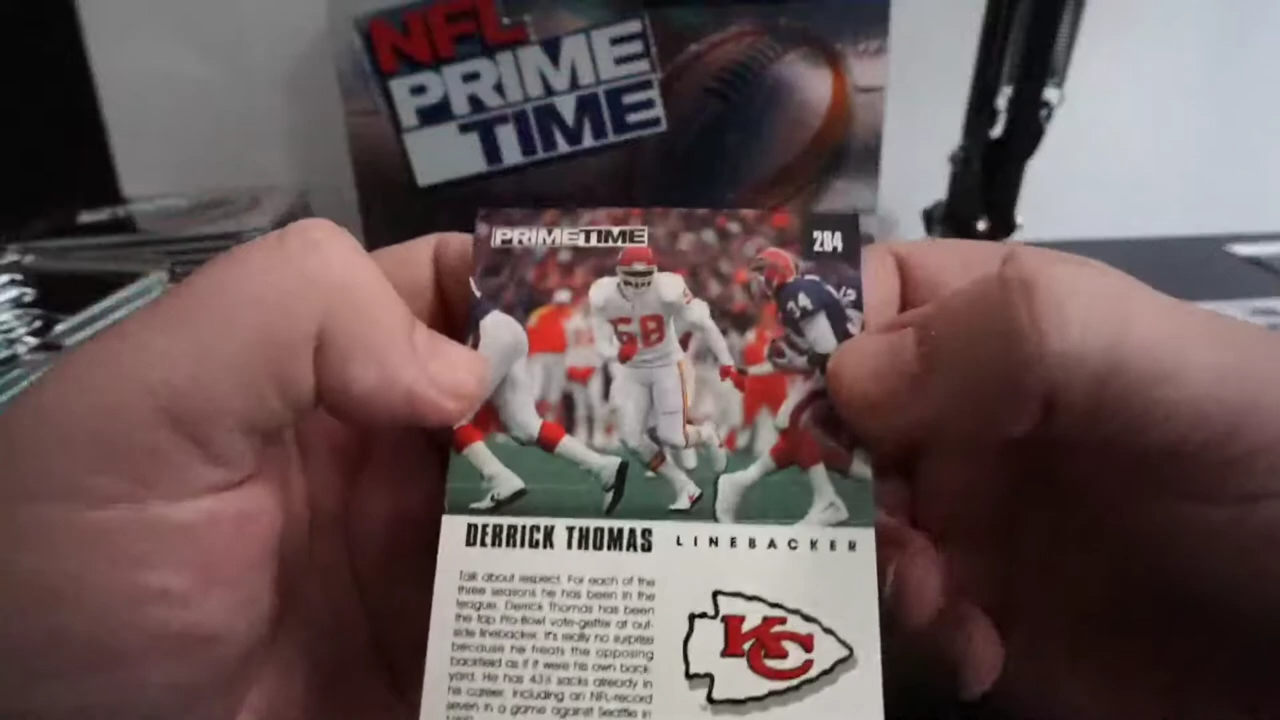 NFL
PRIME
TIME
PRIMETIME
204
58
34
DERRICK THOMAS LINEBACKER
Talk about respect. For each of the
three seasons he has been in the
league, Derrick Thomas has been
the top Pro-Bowl vote-getter at out-
side linebacker. It's really no surprise
because he treats the opposing
backfield as if it were his own back-
yard. He has 43½ sacks already in
his career, including an NFL-record
seven in a game against Seattle in
KC